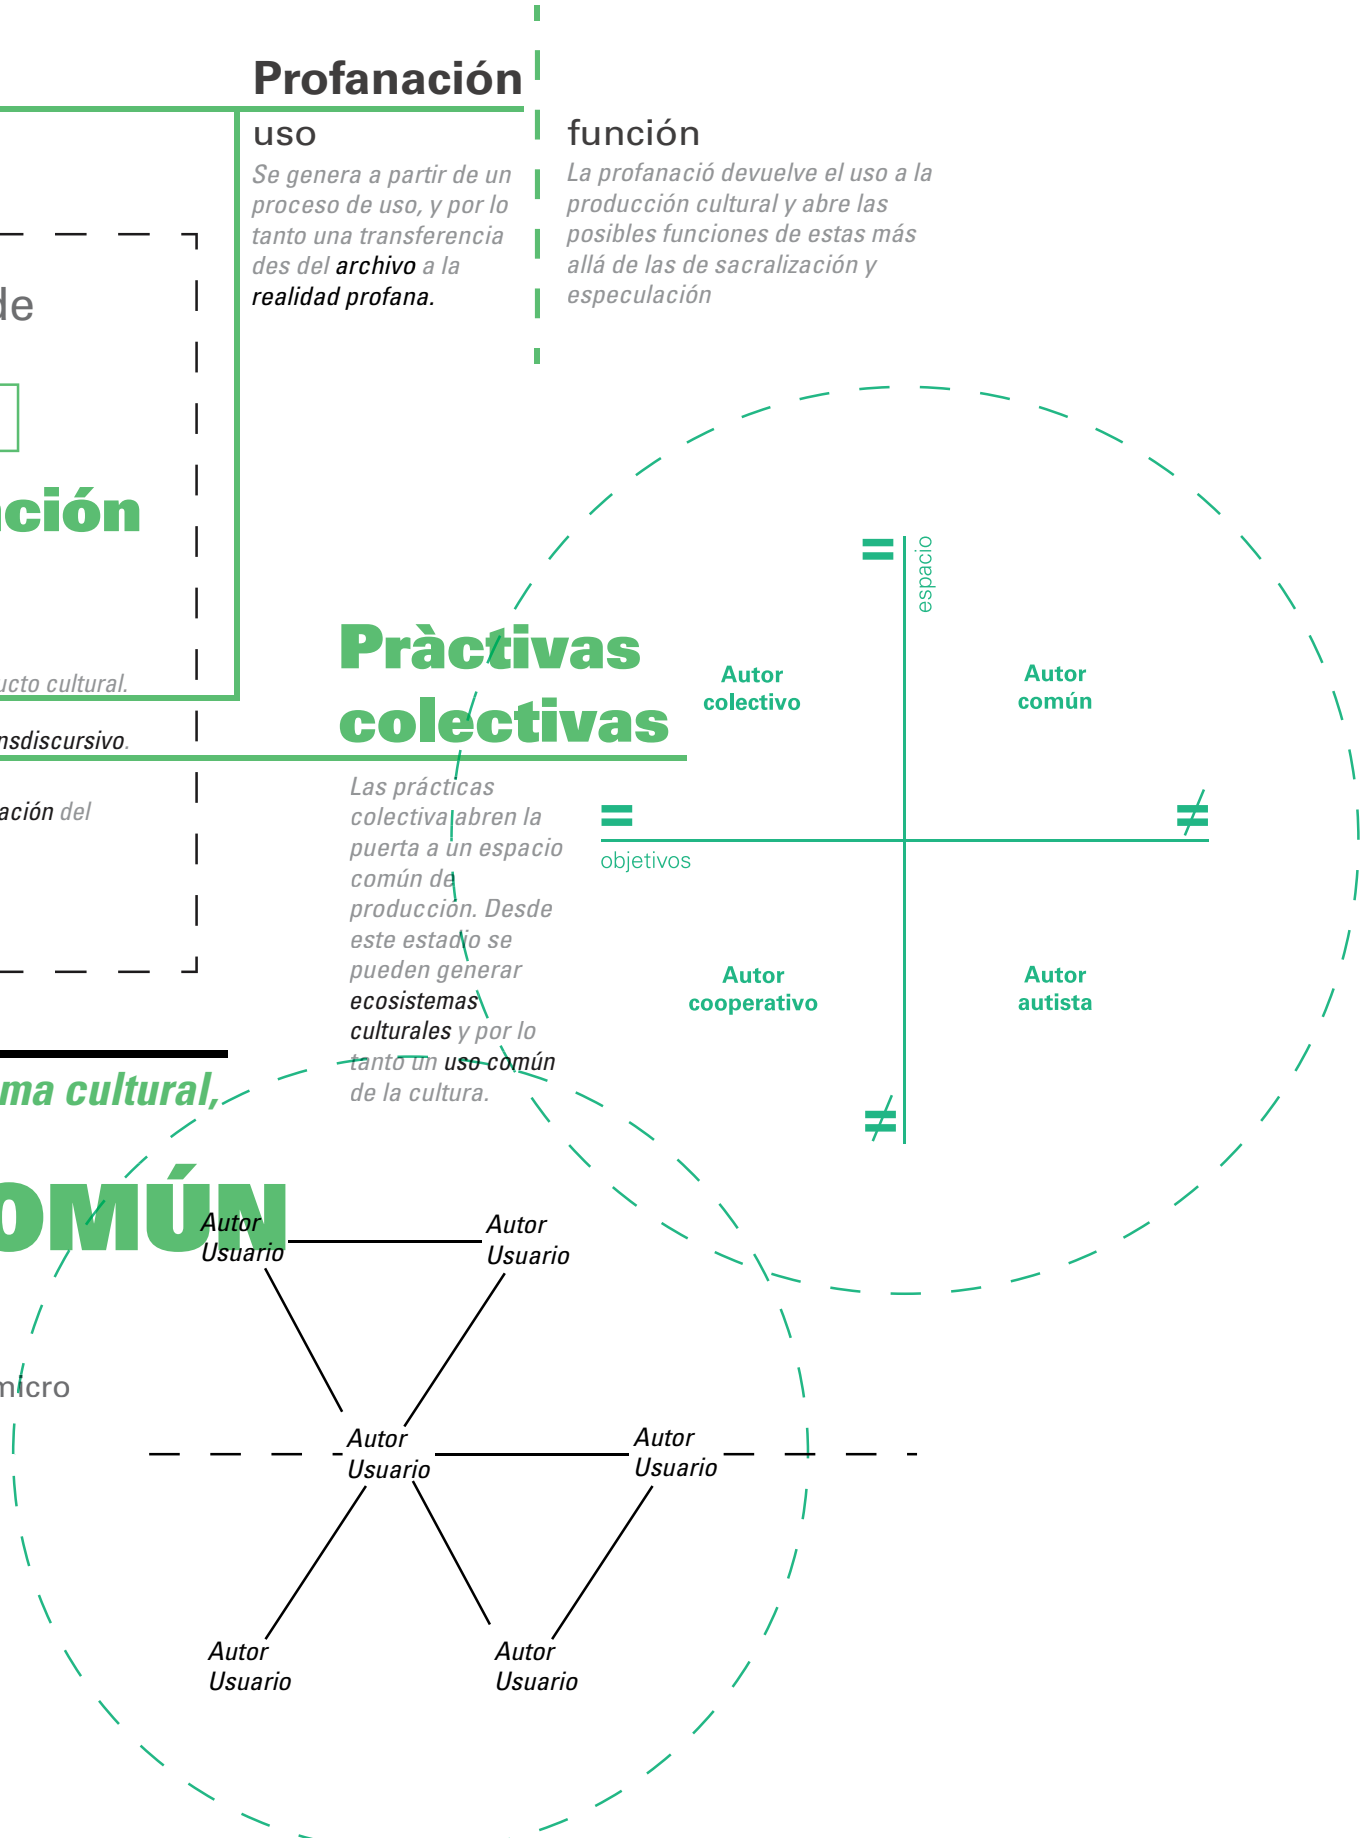 Profanación
uso
Se genera a partir de un
proceso de uso, y por lo
tanto una transferencia
des del archivo a la
realidad profana.
función
La profanació devuelve el uso a la
producción cultural y abre las
posibles funciones de estas más
allá de las de sacralización y
especulación
de
ción
ucto cultural.
nsdiscursivo.
ación del
Pràctivas
colectivas
Las prácticas
colectiva abren la
puerta a un espacio
común de
producción. Desde
este estadio se
pueden generar
ecosistemas
culturales y por lo
tanto un uso común
de la cultura.
= espacio
Autor
colectivo
Autor
común
= ≠
objetivos
Autor
cooperativo
Autor
autista
≠
ma cultural,
OMÚN
micro
Autor
Usuario
Autor
Usuario
Autor
Usuario
Autor
Usuario
Autor
Usuario
Autor
Usuario